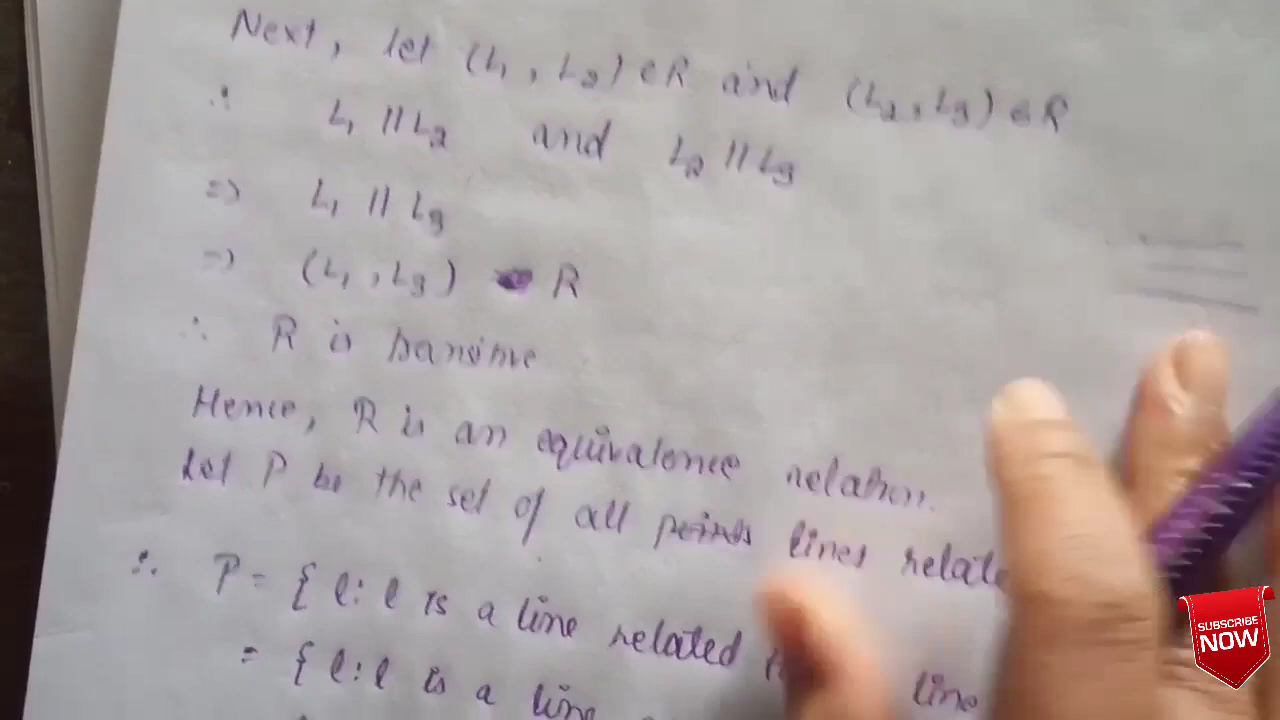 Next, let (L₁, L₂) ∈ R and (L₂, L₃) ∈ R
∴ L₁ || L₂ and L₂ || L₃
⇒ L₁ || L₃
⇒ (L₁, L₃) R
∴ R is
Hence, R is an equivalence relation.
Let P be the set of all points lines relate
∴ P = { l : l is a line related line
= { l : l is a line
SUBSCRIBE
NOW